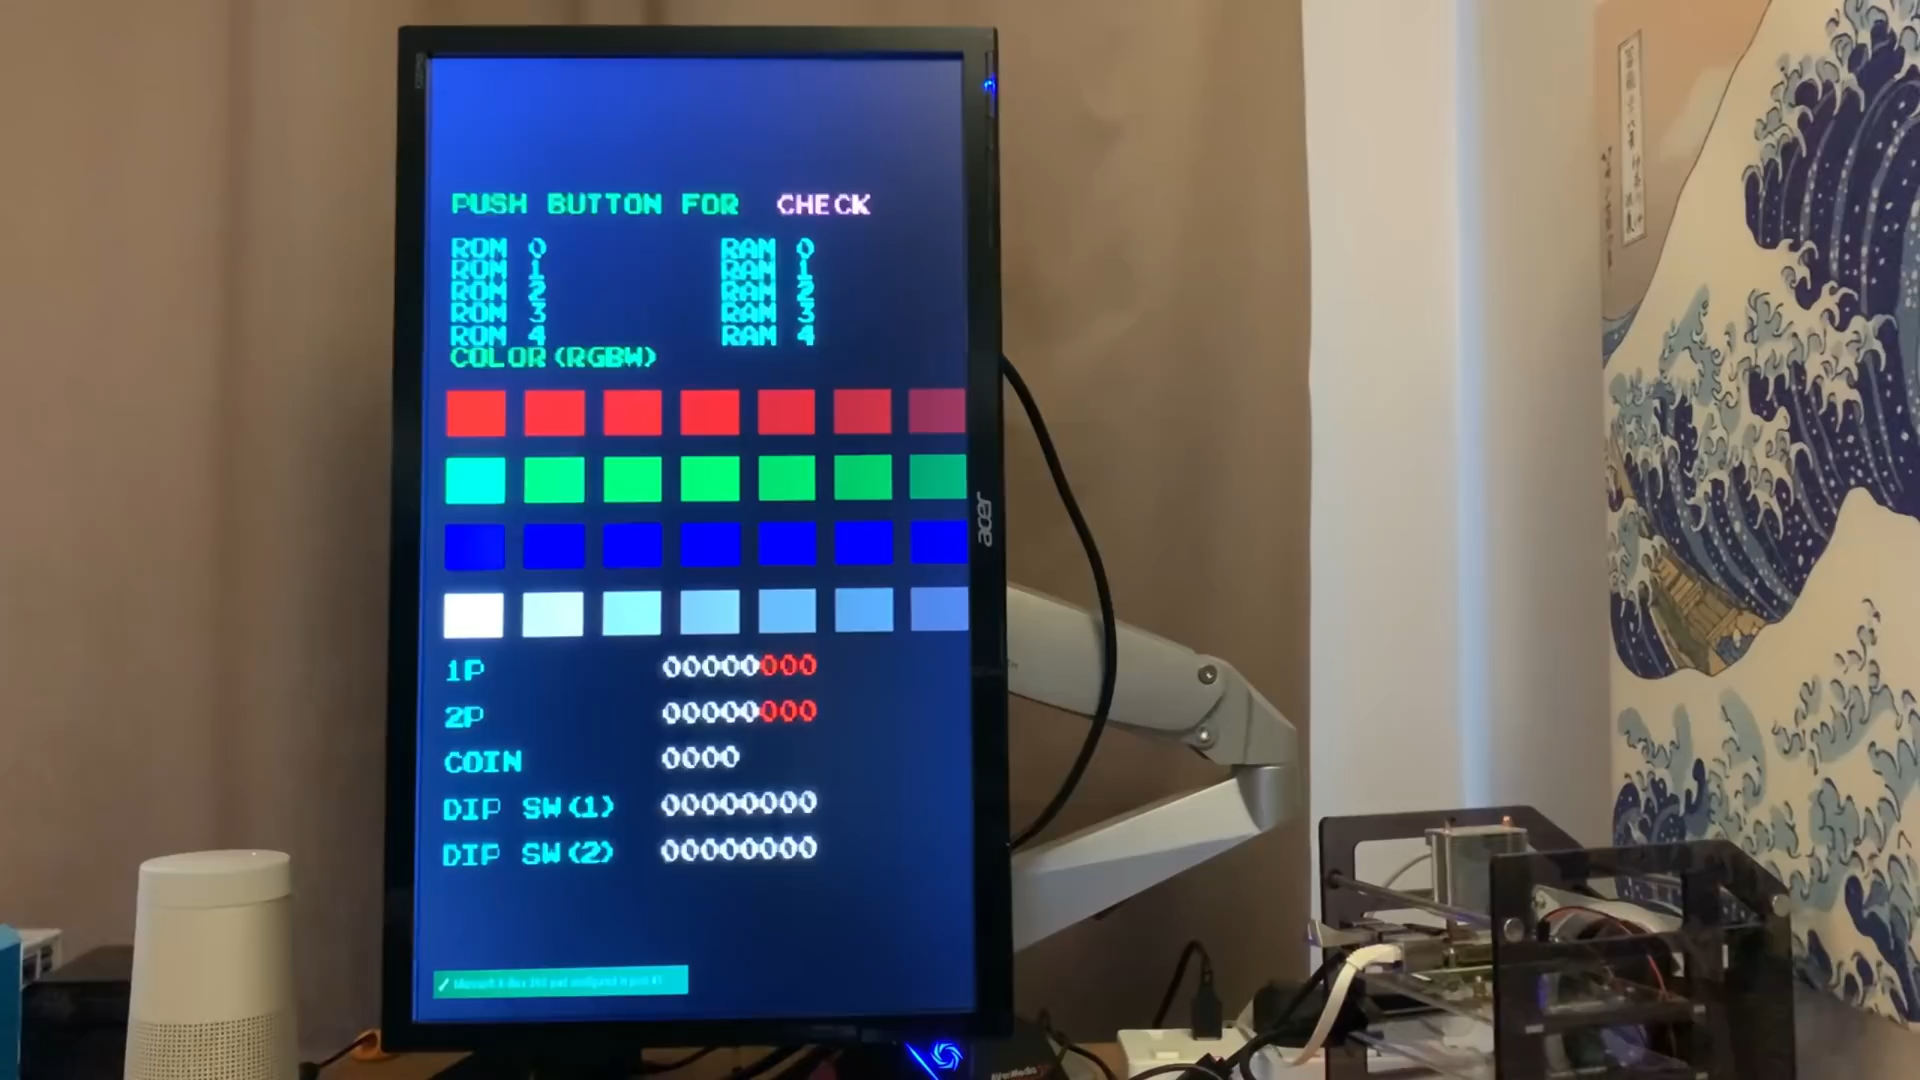 PUSH BUTTON FOR CHECK
ROM 0 RAM 0
ROM 1 RAM 1
ROM 2 RAM 2
ROM 3 RAM 3
ROM 4 RAM 4
COLOR(RGBW)
1P 00000000
2P 00000000
COIN 0000
DIP SW(1) 00000000
DIP SW(2) 00000000
acer
AVerMedia